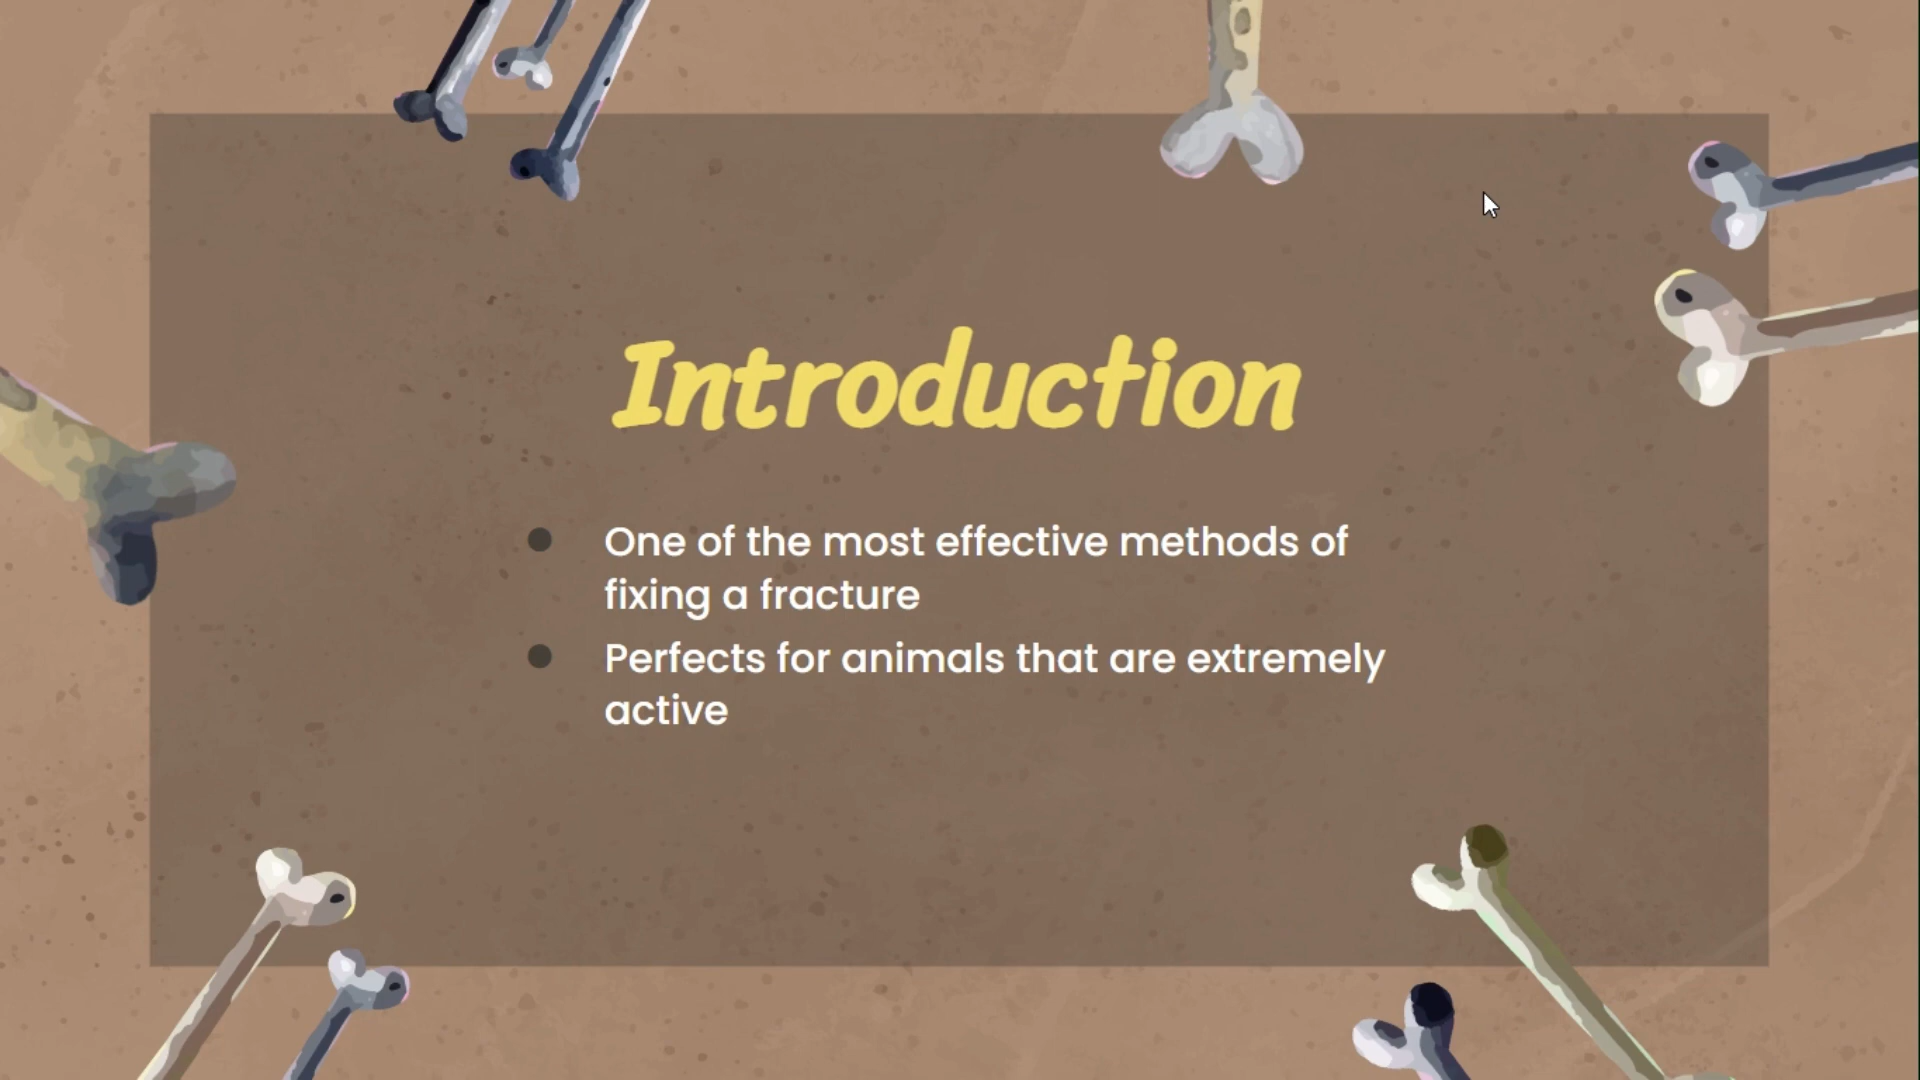 Introduction
One of the most effective methods of
fixing a fracture
Perfects for animals that are extremely
active